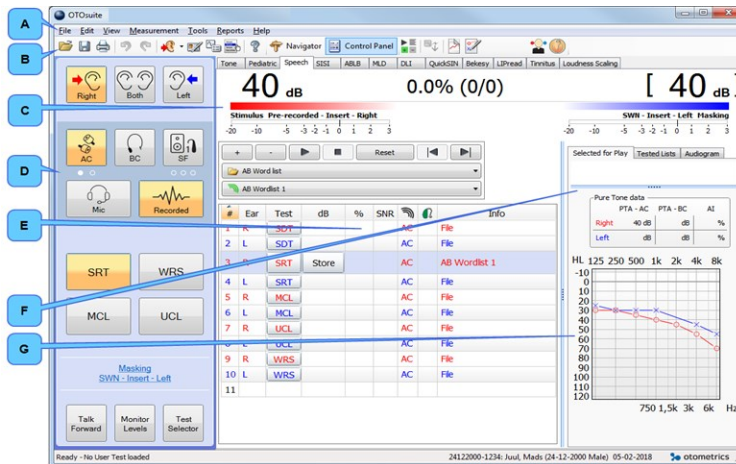 OTOsuite
A
File Edit View Measurement Tools Reports Help
B
Navigator Control Panel
Tone Pediatric Speech SISI ABLB MLD DLI QuickSIN Bekesy LIPread Tinnitus Loudness Scaling
Right Both Left
40 dB 0.0% (0/0) [ 40 dB ]
C
Stimulus Pre-recorded - Insert - Right SWN - Insert - Left Masking
-20 -10 -5 -3 -2 -1 0 1 2 3 -20 -10 -5 -3 -2 -1 0 1 2 3
AC BC SF
+ - Reset
Selected for Play Tested Lists Audiogram
D
AB Word list
Mic Recorded
AB Wordlist 1
Pure Tone data
PTA - AC PTA - BC AI
Right 40 dB dB %
Left dB dB %
E
# Ear Test dB % SNR Info
1 R SDT AC File
2 L SDT AC File
3 R SRT Store AC AB Wordlist 1
4 L SRT AC File
5 R MCL AC File
6 L MCL AC File
7 R UCL AC File
8 L UCL AC File
9 R WRS AC File
10 L WRS AC File
11
SRT WRS
MCL UCL
F
G
HL 125 250 500 1k 2k 4k 8k
-10
0
10
20
30
40
50
60
70
80
90
100
110
120
750 1,5k 3k 6k Hz
Masking
SWN - Insert - Left
Talk Forward Monitor Levels Test Selector
Ready - No User Test loaded 24122000-1234: Juul, Mads (24-12-2000 Male) 05-02-2018 otometrics